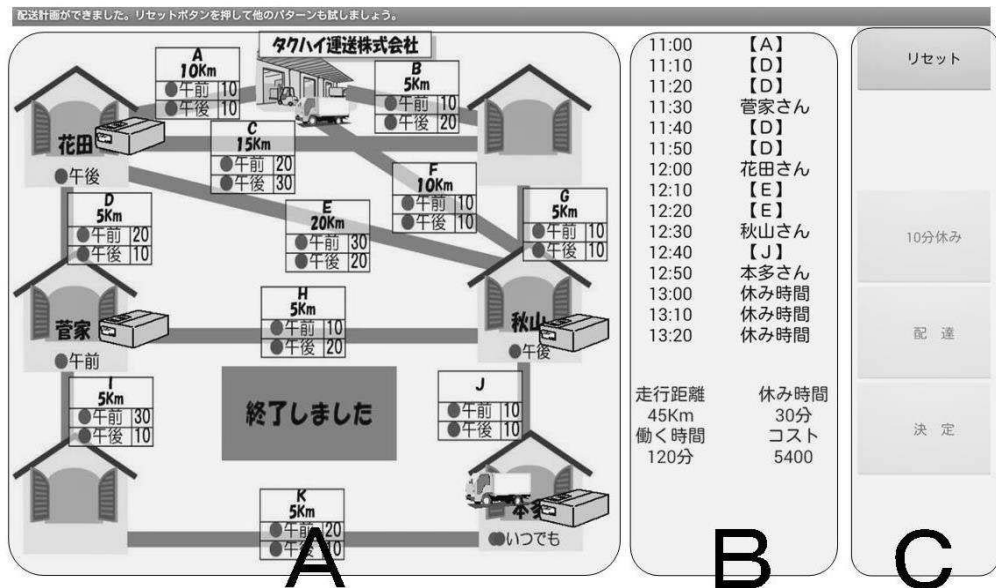 配送計画ができました。リセットボタンを押して他のパターンも試しましょう。
タクハイ運送株式会社
A
10Km
午前 10
午後 10
B
5Km
午前 10
午後 20
花田
午後
C
15Km
午前 20
午後 30
F
10Km
午前 10
午後 10
D
5Km
午前 20
午後 10
E
20Km
午前 30
午後 20
G
5Km
午前 10
午後 10
菅家
午前
H
5Km
午前 10
午後 20
秋山
午後
I
5Km
午前 30
午後 10
終了しました
J
午前 10
午後 10
K
5Km
午前 20
午後 10
本多
いつでも
A
11:00 【A】
11:10 【D】
11:20 【D】
11:30 菅家さん
11:40 【D】
11:50 【D】
12:00 花田さん
12:10 【E】
12:20 【E】
12:30 秋山さん
12:40 【J】
12:50 本多さん
13:00 休み時間
13:10 休み時間
13:20 休み時間
走行距離 休み時間
45Km 30分
働く時間 コスト
120分 5400
B
リセット
10分休み
配 達
決 定
C